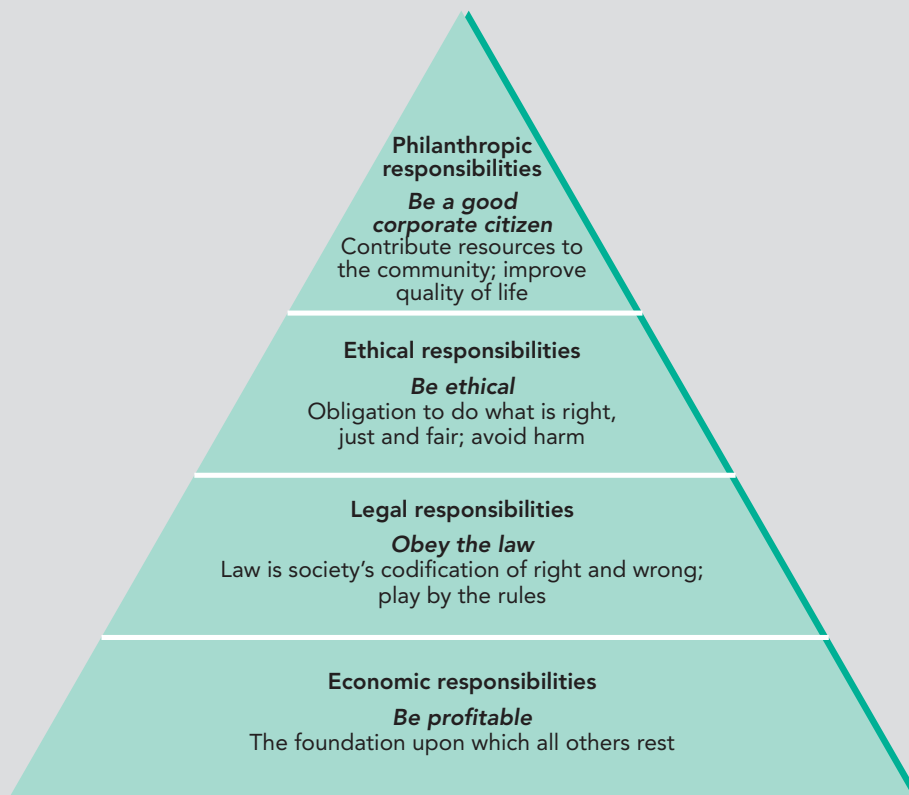 Philanthropic
responsibilities
Be a good
corporate citizen
Contribute resources to
the community; improve
quality of life
Ethical responsibilities
Be ethical
Obligation to do what is right,
just and fair; avoid harm
Legal responsibilities
Obey the law
Law is society’s codification of right and wrong;
play by the rules
Economic responsibilities
Be profitable
The foundation upon which all others rest